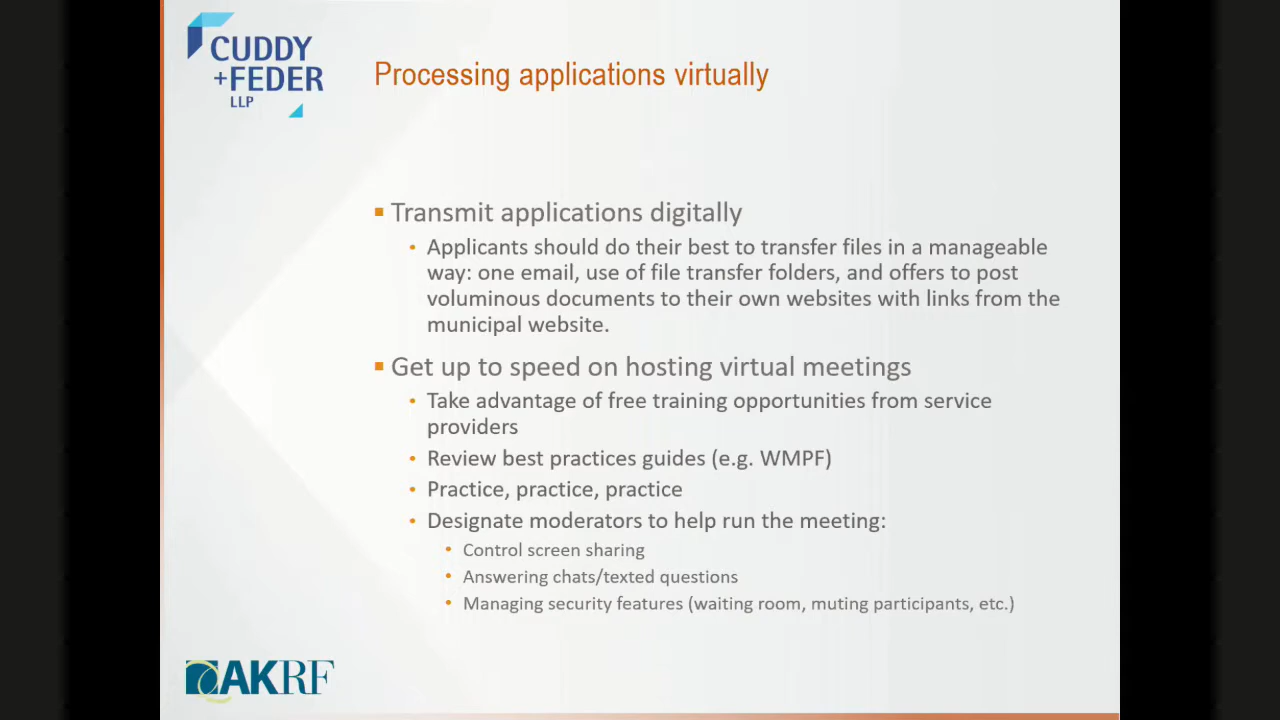 CUDDY
+FEDER
LLP
Processing applications virtually
Transmit applications digitally
Applicants should do their best to transfer files in a manageable
way: one email, use of file transfer folders, and offers to post
voluminous documents to their own websites with links from the
municipal website.
Get up to speed on hosting virtual meetings
Take advantage of free training opportunities from service
providers
Review best practices guides (e.g. WMPF)
Practice, practice, practice
Designate moderators to help run the meeting:
Control screen sharing
Answering chats/texted questions
Managing security features (waiting room, muting participants, etc.)
AKRF